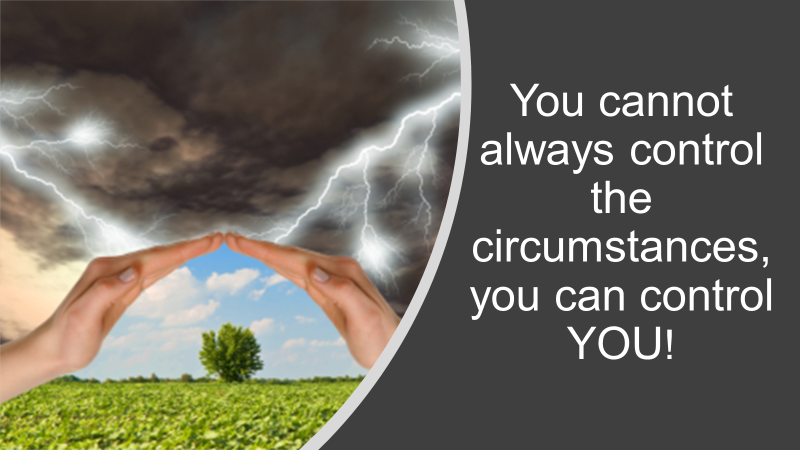 You cannot
always control
the
circumstances,
you can control
YOU!